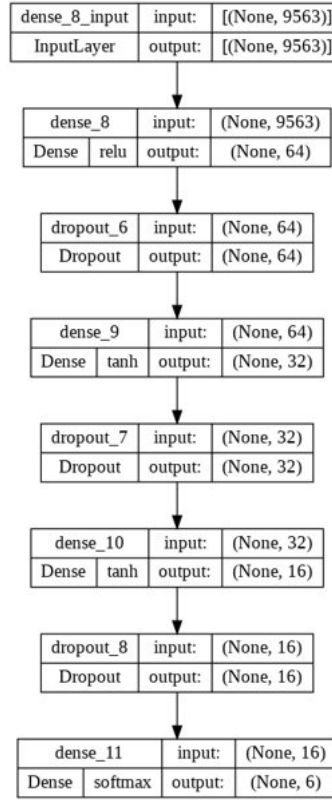 dense_8_input input: [(None, 9563)]
InputLayer output: [(None, 9563)]
dense_8 input: (None, 9563)
Dense relu output: (None, 64)
dropout_6 input: (None, 64)
Dropout output: (None, 64)
dense_9 input: (None, 64)
Dense tanh output: (None, 32)
dropout_7 input: (None, 32)
Dropout output: (None, 32)
dense_10 input: (None, 32)
Dense tanh output: (None, 16)
dropout_8 input: (None, 16)
Dropout output: (None, 16)
dense_11 input: (None, 16)
Dense softmax output: (None, 6)